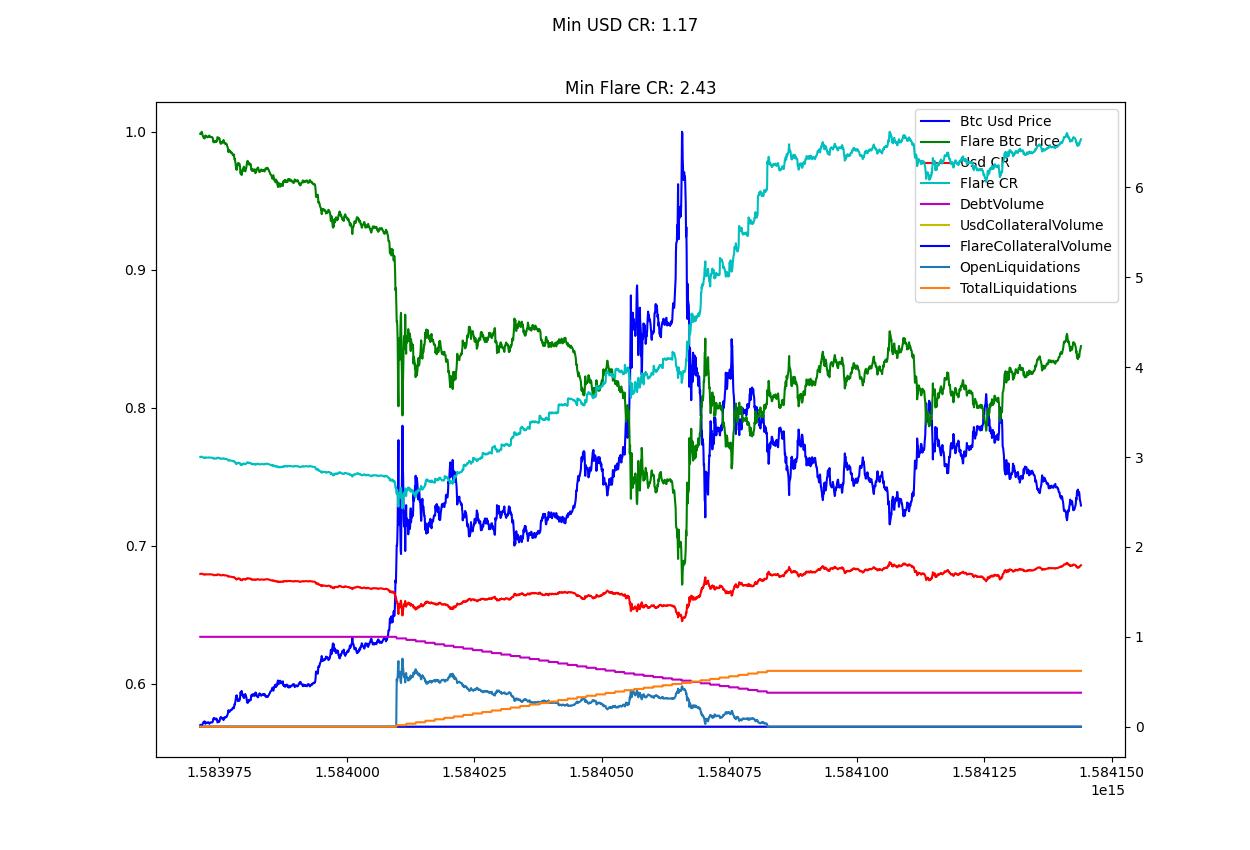 Min USD CR: 1.17
Min Flare CR: 2.43
1.0
0.9
0.8
0.7
0.6
Btc Usd Price
Flare Btc Price
Usd CR
Flare CR
DebtVolume
UsdCollateralVolume
FlareCollateralVolume
OpenLiquidations
TotalLiquidations
6
5
4
3
2
1
0
1.583975 1.584000 1.584025 1.584050 1.584075 1.584100 1.584125 1.584150
1e15